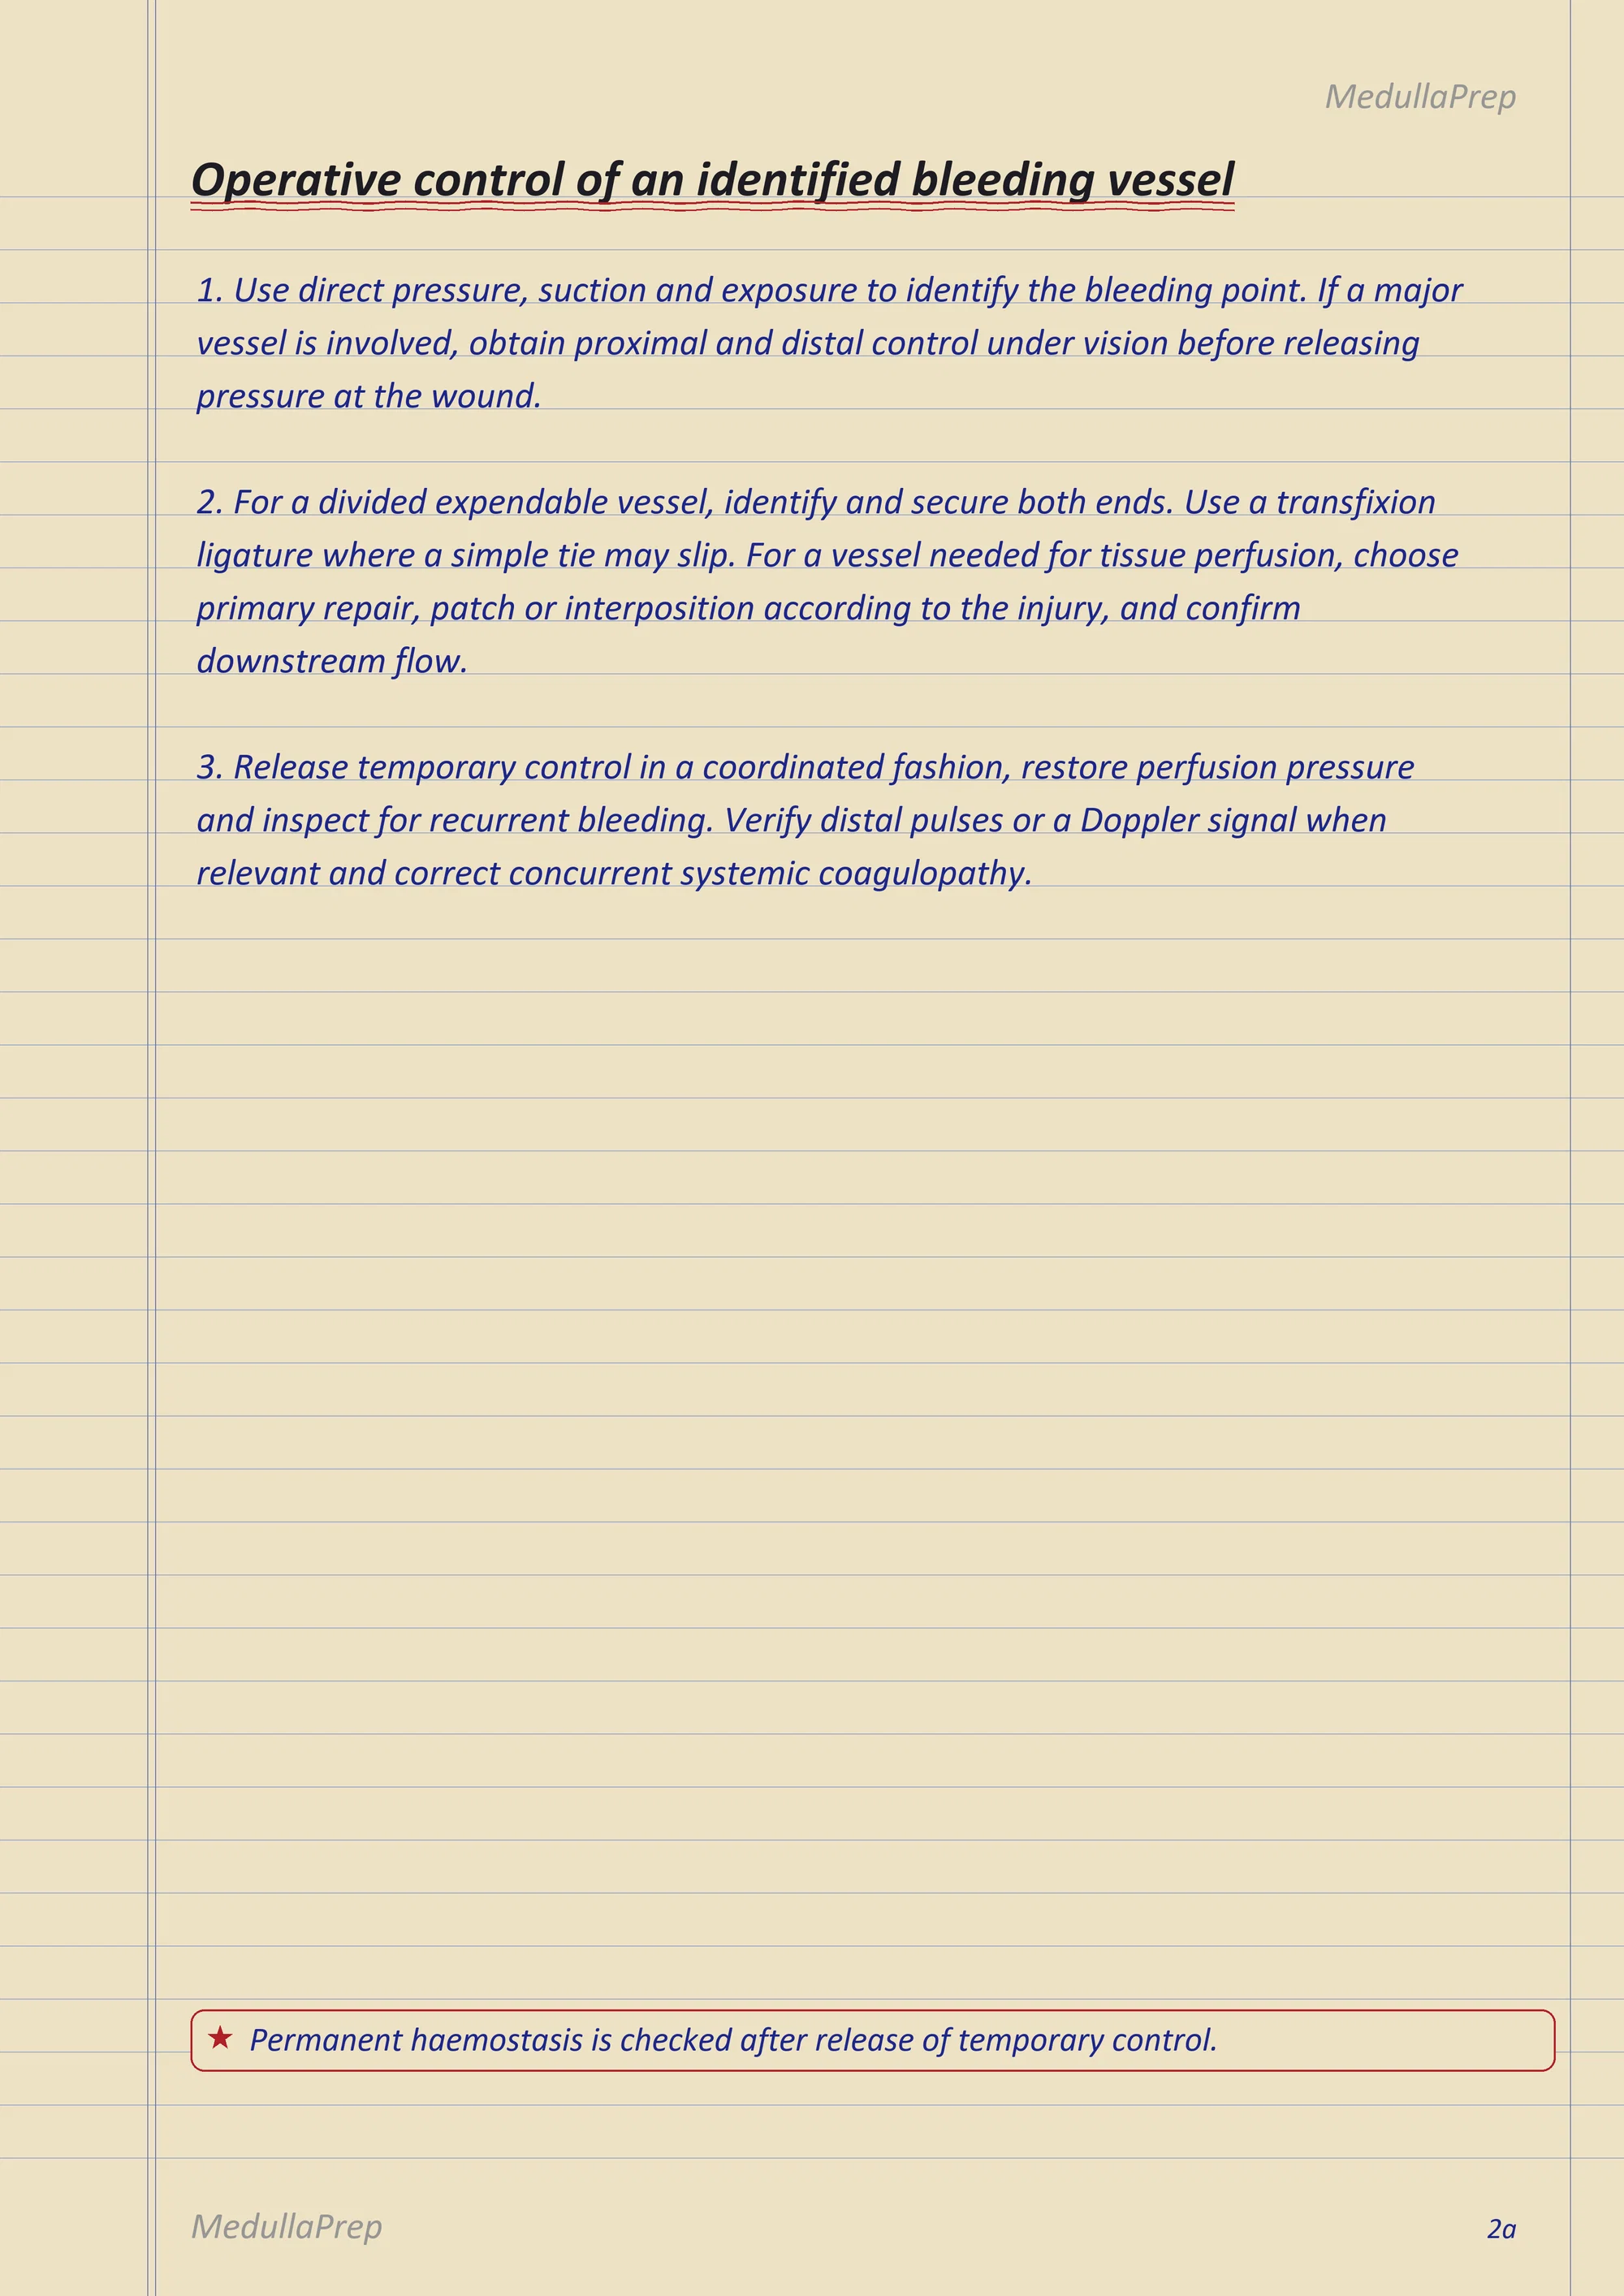 MedullaPrep
Operative control of an identified bleeding vessel
1. Use direct pressure, suction and exposure to identify the bleeding point. If a major
vessel is involved, obtain proximal and distal control under vision before releasing
pressure at the wound.
2. For a divided expendable vessel, identify and secure both ends. Use a transfixion
ligature where a simple tie may slip. For a vessel needed for tissue perfusion, choose
primary repair, patch or interposition according to the injury, and confirm
downstream flow.
3. Release temporary control in a coordinated fashion, restore perfusion pressure
and inspect for recurrent bleeding. Verify distal pulses or a Doppler signal when
relevant and correct concurrent systemic coagulopathy.
★ Permanent haemostasis is checked after release of temporary control.
MedullaPrep
2a